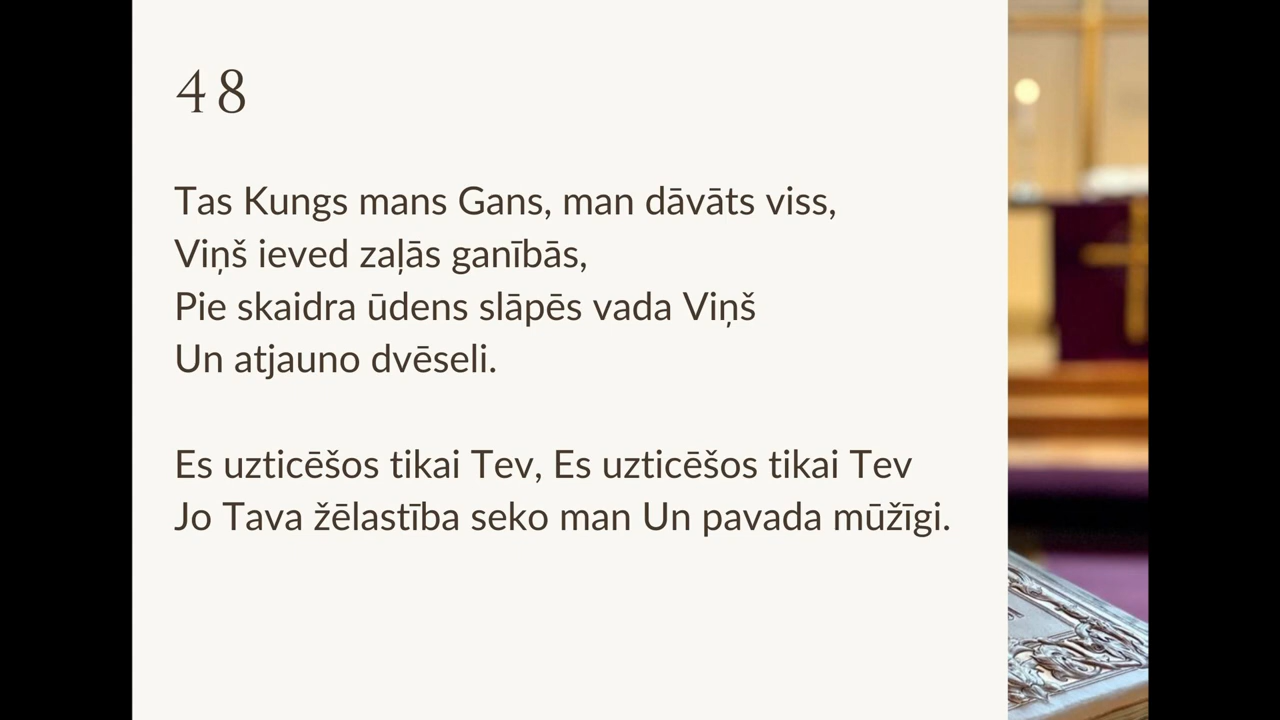 48
Tas Kungs mans Gans, man dāvāts viss,
Viņš ieved zaļās ganībās,
Pie skaidra ūdens slāpēs vada Viņš
Un atjauno dvēseli.
Es uzticēšos tikai Tev, Es uzticēšos tikai Tev
Jo Tava žēlastība seko man Un pavada mūžīgi.